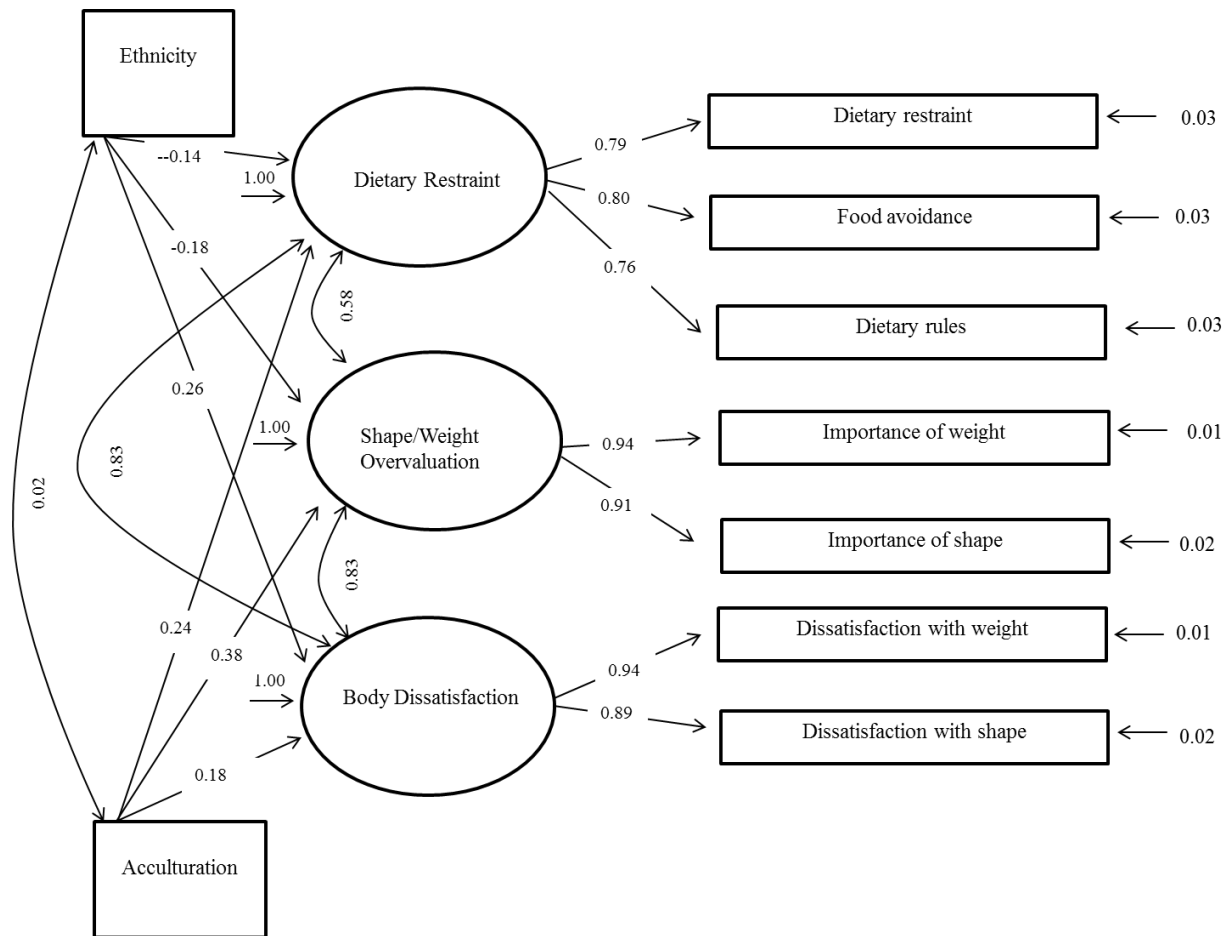 Ethnicity
Dietary restraint
0.03
0.79
--0.14
1.00
Dietary Restraint
0.80
Food avoidance
0.03
-0.18
0.76
0.58
Dietary rules
0.03
0.26
1.00
Shape/Weight
Overvaluation
0.94
Importance of weight
0.01
0.83
0.02
0.91
Importance of shape
0.02
0.83
0.24
0.38
Dissatisfaction with weight
0.01
0.94
1.00
Body Dissatisfaction
0.89
Dissatisfaction with shape
0.02
0.18
Acculturation